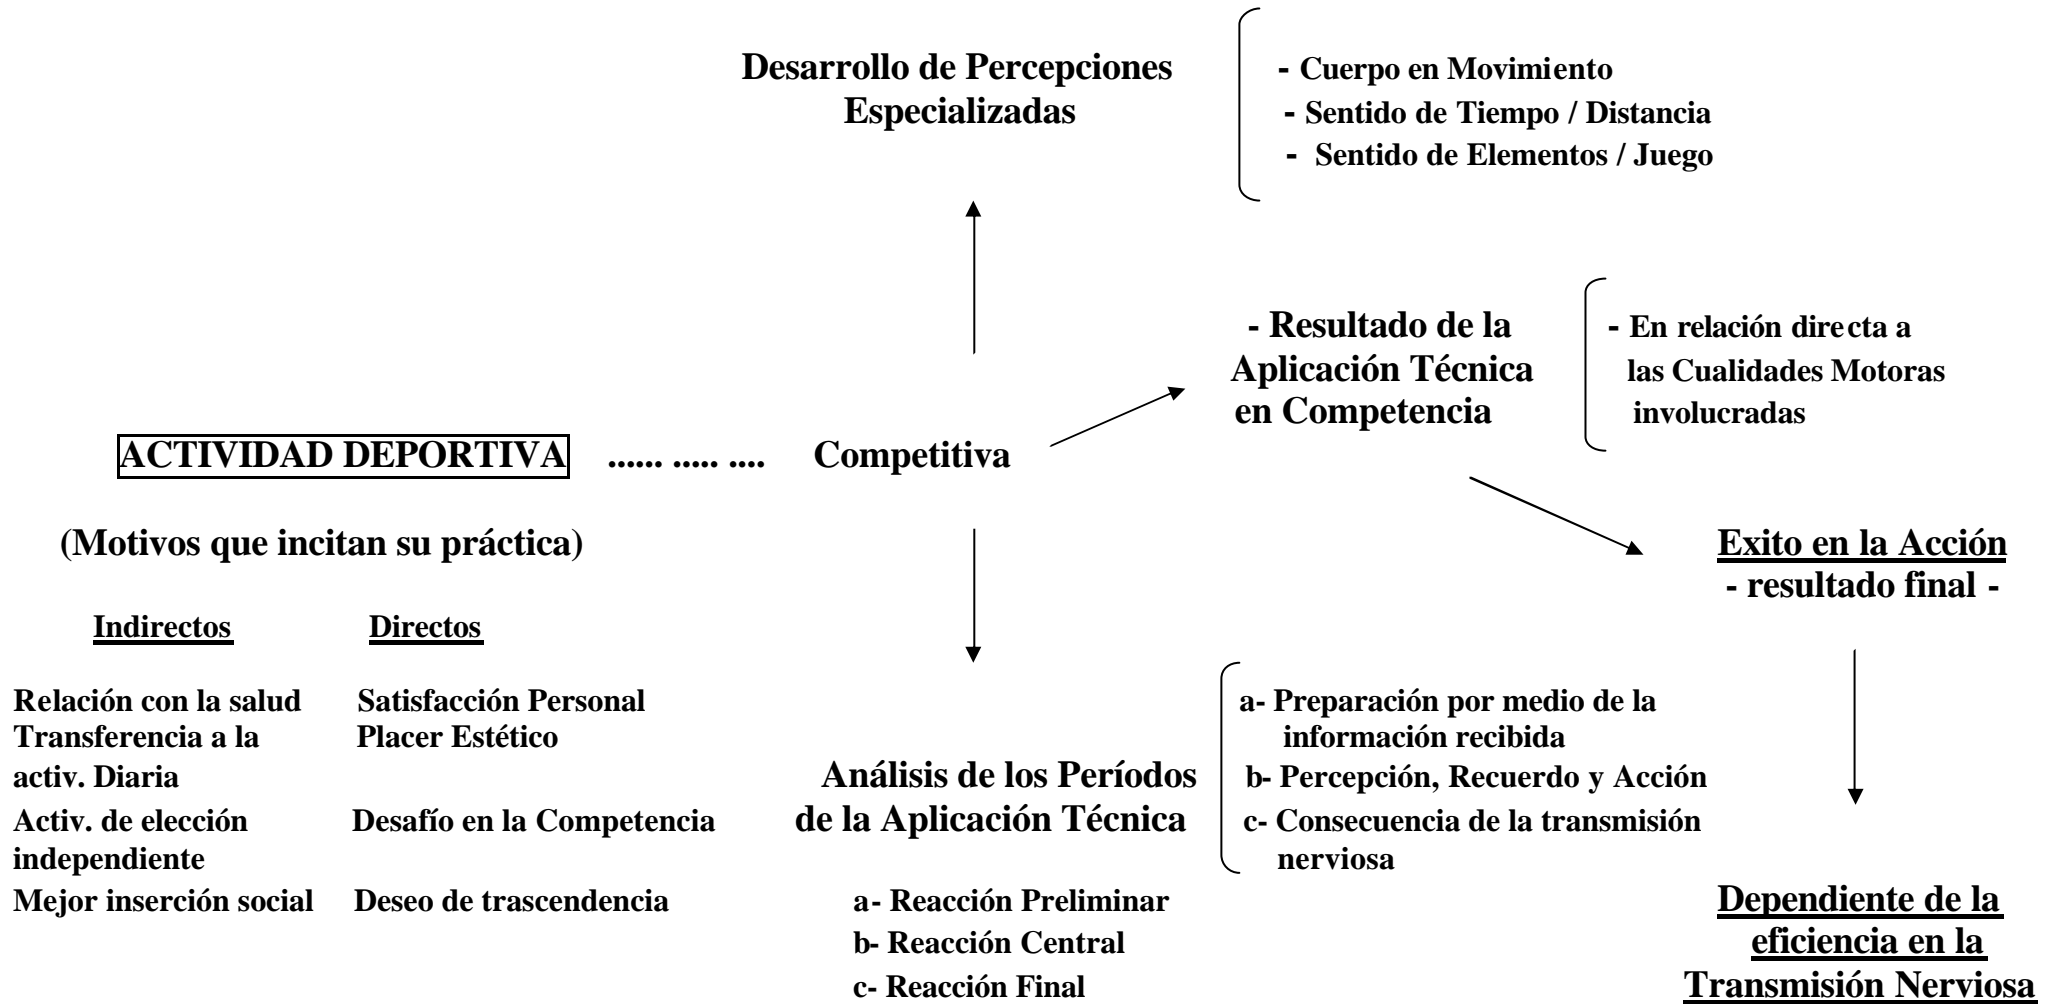 Desarrollo de Percepciones
Especializadas
- Cuerpo en Movimiento
- Sentido de Tiempo / Distancia
- Sentido de Elementos / Juego
- Resultado de la
Aplicación Técnica
en Competencia
- En relación directa a
las Cualidades Motoras
involucradas
ACTIVIDAD DEPORTIVA ...... ..... .... Competitiva
(Motivos que incitan su práctica)
Exito en la Acción
- resultado final -
Indirectos Directos
Relación con la salud Satisfacción Personal
Transferencia a la Placer Estético
activ. Diaria
Activ. de elección Desafío en la Competencia
independiente
Mejor inserción social Deseo de trascendencia
Análisis de los Períodos
de la Aplicación Técnica
a- Preparación por medio de la
información recibida
b- Percepción, Recuerdo y Acción
c- Consecuencia de la transmisión
nerviosa
a- Reacción Preliminar
b- Reacción Central
c- Reacción Final
Dependiente de la
eficiencia en la
Transmisión Nerviosa